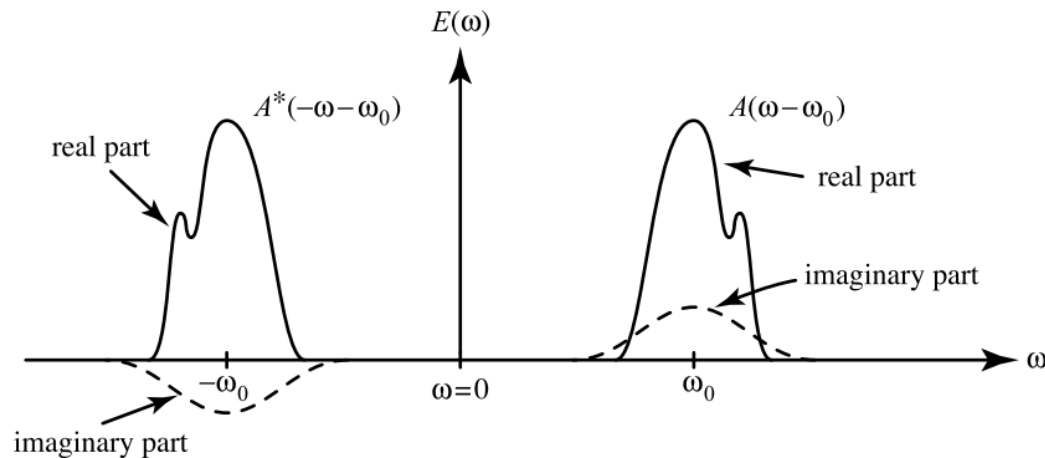 E(ω)
A*(-ω-ω₀)
A(ω-ω₀)
real part
real part
imaginary part
-ω₀
ω=0
ω₀
ω
imaginary part